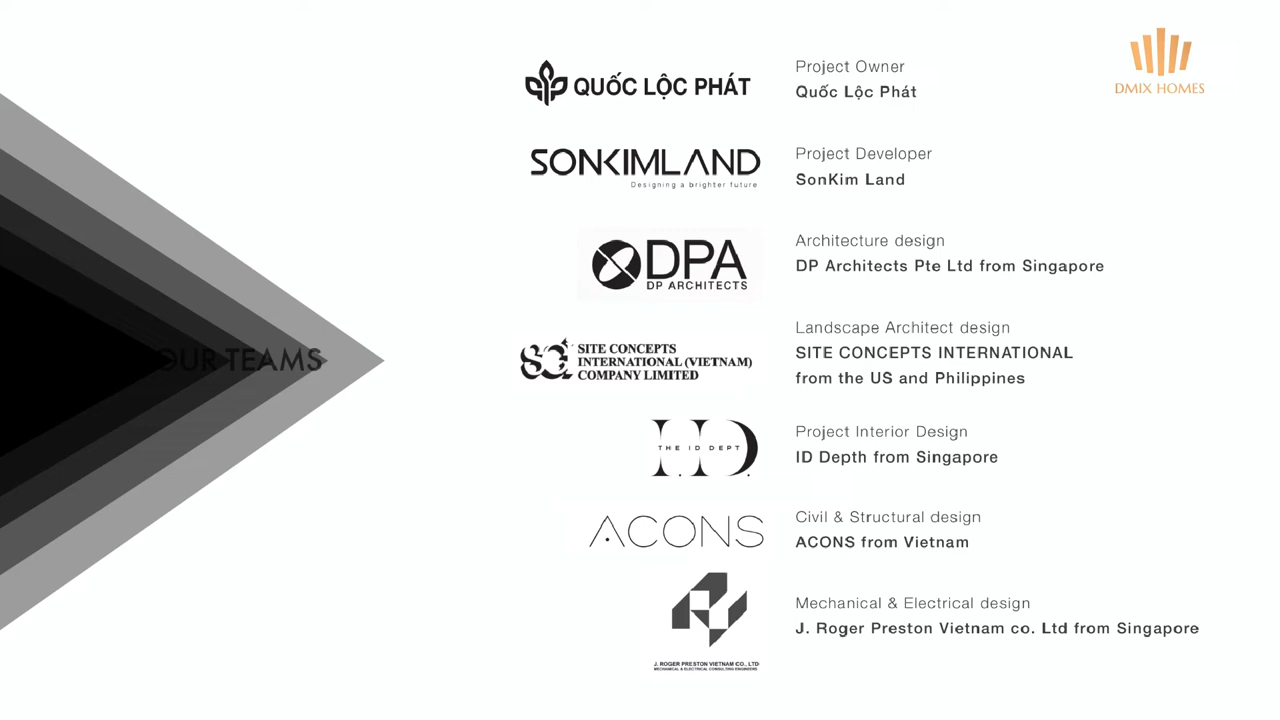 OUR TEAMS
DMIX HOMES
QUỐC LỘC PHÁT
Project Owner
Quốc Lộc Phát
SONKIMLAND
Designing a brighter future
Project Developer
SonKim Land
DPA
DP ARCHITECTS
Architecture design
DP Architects Pte Ltd from Singapore
SITE CONCEPTS
INTERNATIONAL (VIETNAM)
COMPANY LIMITED
Landscape Architect design
SITE CONCEPTS INTERNATIONAL
from the US and Philippines
I.D.
THE ID DEPT
Project Interior Design
ID Depth from Singapore
ACONS
Civil & Structural design
ACONS from Vietnam
J. ROGER PRESTON VIETNAM CO., LTD
MECHANICAL & ELECTRICAL CONSULTING ENGINEERS
Mechanical & Electrical design
J. Roger Preston Vietnam co. Ltd from Singapore